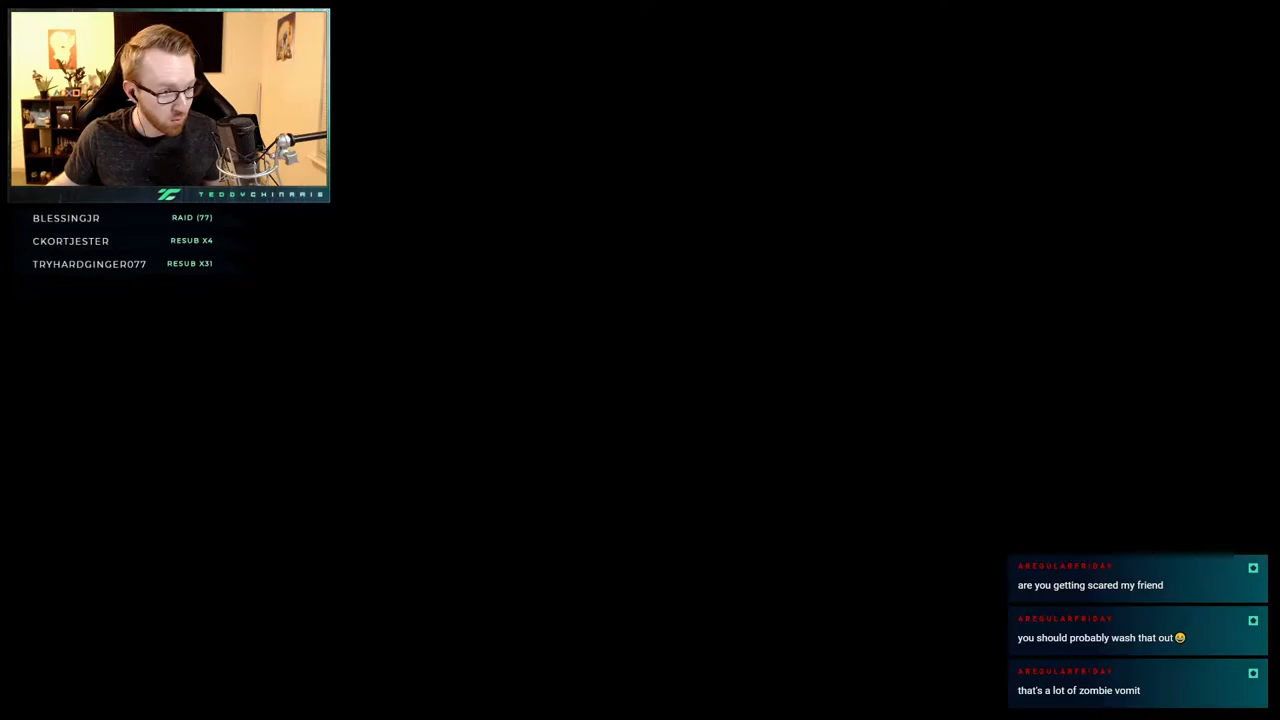 TEDDYCHINARIS
BLESSINGJR RAID (77)
CKORTJESTER RESUB X4
TRYHARDGINGER077 RESUB X31
AREGULARFRIDAY
are you getting scared my friend
AREGULARFRIDAY
you should probably wash that out😆
AREGULARFRIDAY
that's a lot of zombie vomit